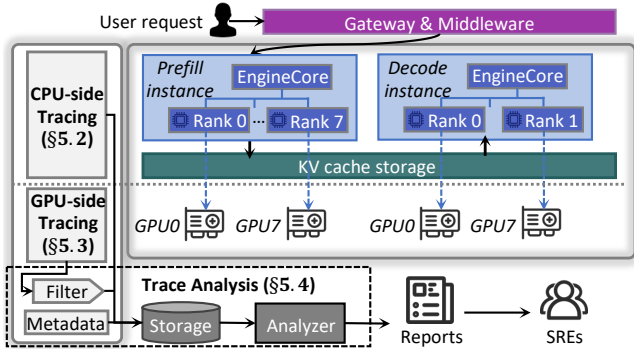 User request
Gateway & Middleware
CPU-side
Tracing
(§5.2)
Prefill
instance
EngineCore
Rank 0
...
Rank 7
Decode
instance
EngineCore
Rank 0
Rank 1
KV cache storage
GPU-side
Tracing
(§5.3)
GPU0
GPU7
GPU0
GPU7
Trace Analysis (§5.4)
Filter
Metadata
Storage
Analyzer
Reports
SREs